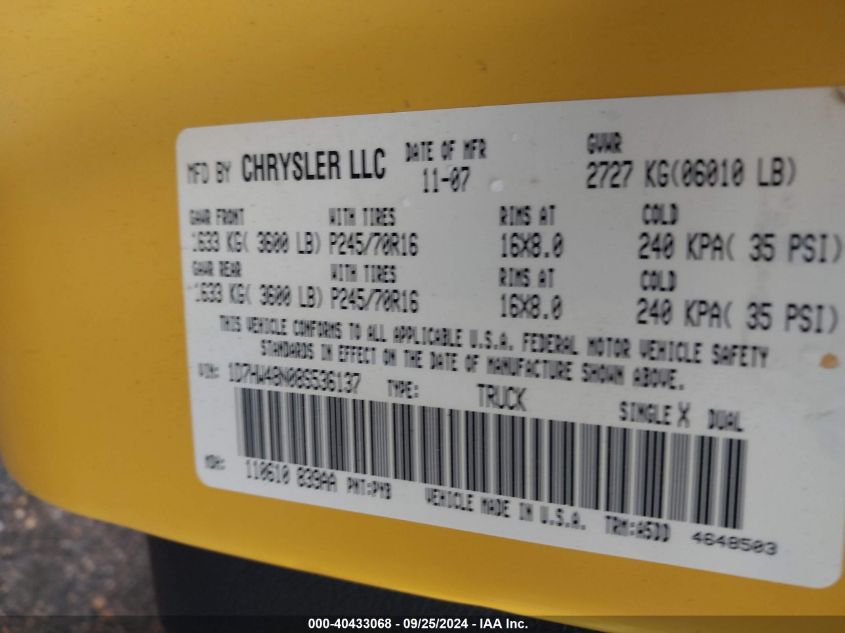 MFD BY CHRYSLER LLC DATE OF MFR GVWR
11-07 2727 KG(06010 LB)
GAWR FRONT WITH TIRES RIMS AT COLD
1633 KG( 3600 LB) P245/70R16 16X8.0 240 KPA( 35 PSI)
GAWR REAR WITH TIRES RIMS AT COLD
1633 KG( 3600 LB) P245/70R16 16X8.0 240 KPA( 35 PSI)
THIS VEHICLE CONFORMS TO ALL APPLICABLE U.S.A. FEDERAL MOTOR VEHICLE SAFETY
STANDARDS IN EFFECT ON THE DATE OF MANUFACTURE SHOWN ABOVE.
VIN: 1D7HW48N08S536137 TYPE: TRUCK SINGLE X DUAL
MDH: 110610 839AA PNT:PYB VEHICLE MADE IN U.S.A. TRM:A5DD 4648503
000-40433068 - 09/25/2024 - IAA Inc.